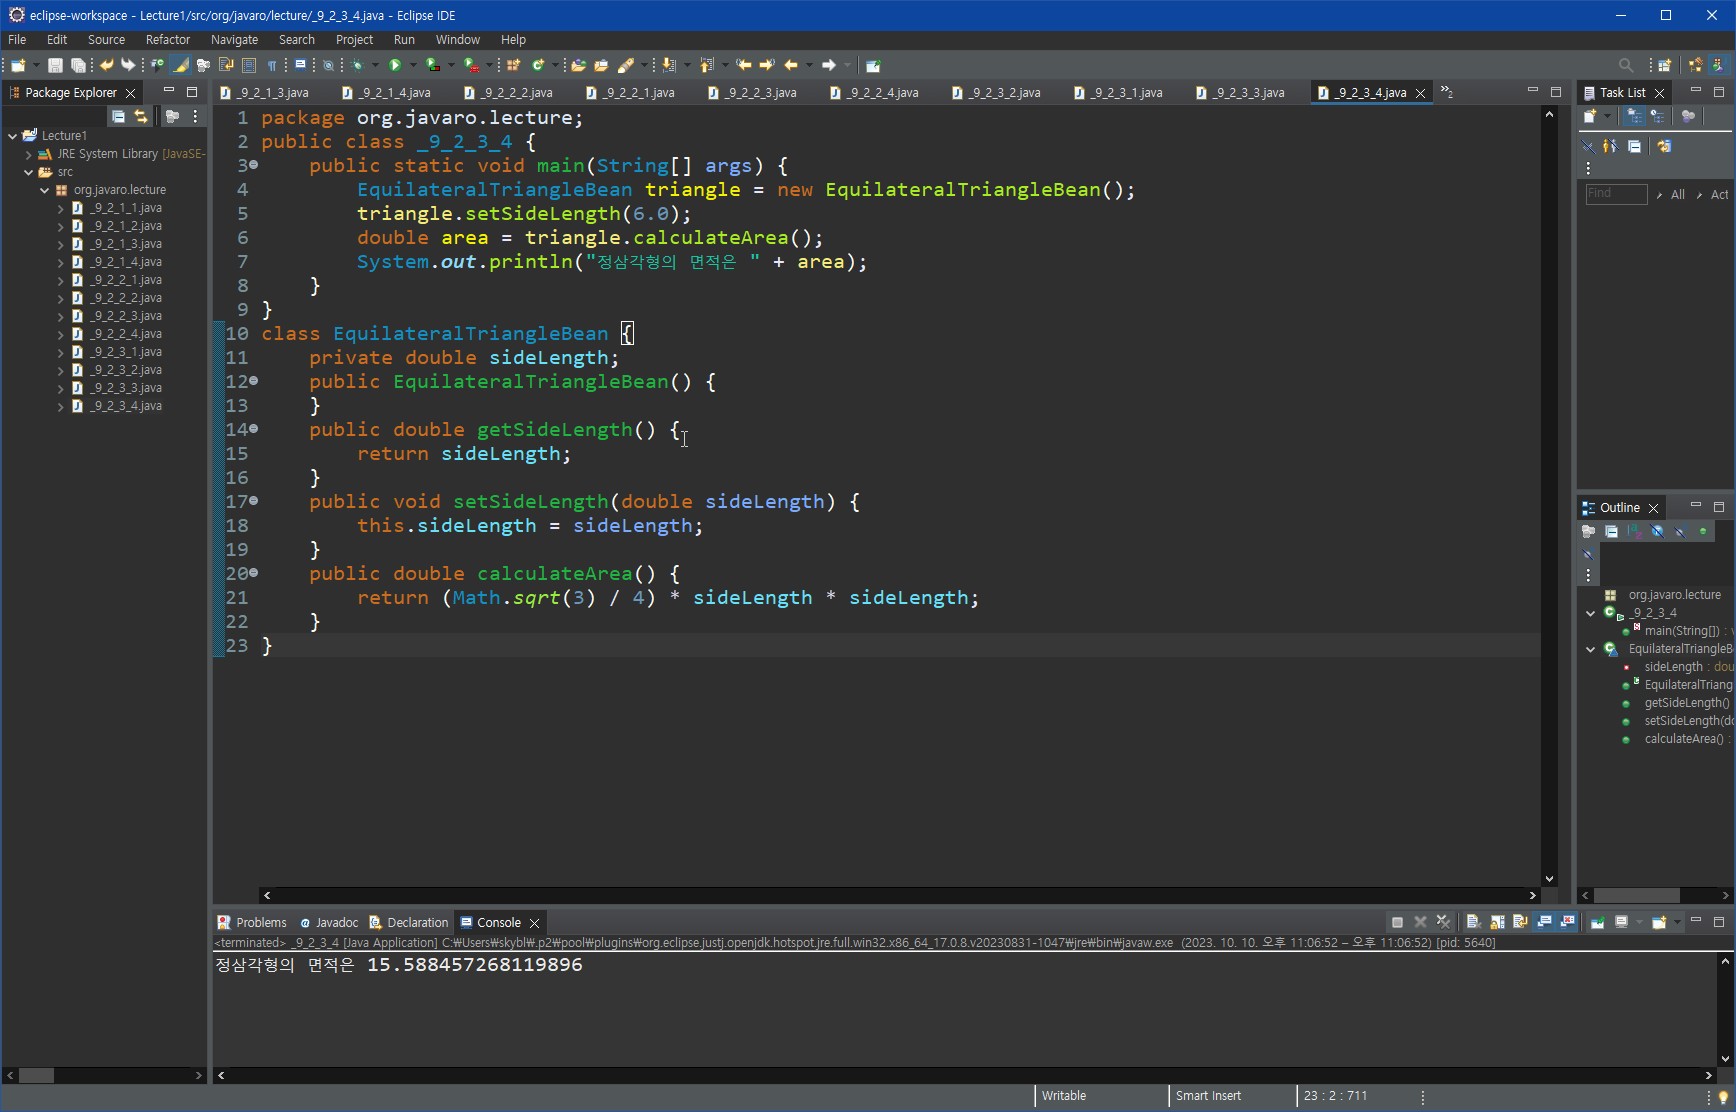 eclipse-workspace - Lecture1/src/org/javaro/lecture/_9_2_3_4.java - Eclipse IDE
File Edit Source Refactor Navigate Search Project Run Window Help
Package Explorer
_9_2_1_3.java _9_2_1_4.java _9_2_2_2.java _9_2_2_1.java _9_2_2_3.java _9_2_2_4.java _9_2_3_2.java _9_2_3_1.java _9_2_3_3.java _9_2_3_4.java »2
Task List
Lecture1
JRE System Library [JavaSE-
src
org.javaro.lecture
_9_2_1_1.java
_9_2_1_2.java
_9_2_1_3.java
_9_2_1_4.java
_9_2_2_1.java
_9_2_2_2.java
_9_2_2_3.java
_9_2_2_4.java
_9_2_3_1.java
_9_2_3_2.java
_9_2_3_3.java
_9_2_3_4.java
1 package org.javaro.lecture;
2 public class _9_2_3_4 {
3     public static void main(String[] args) {
4         EquilateralTriangleBean triangle = new EquilateralTriangleBean();
5         triangle.setSideLength(6.0);
6         double area = triangle.calculateArea();
7         System.out.println("정삼각형의 면적은 " + area);
8     }
9 }
10 class EquilateralTriangleBean {
11     private double sideLength;
12     public EquilateralTriangleBean() {
13     }
14     public double getSideLength() {
15         return sideLength;
16     }
17     public void setSideLength(double sideLength) {
18         this.sideLength = sideLength;
19     }
20     public double calculateArea() {
21         return (Math.sqrt(3) / 4) * sideLength * sideLength;
22     }
23 }
Find All Act
Outline
org.javaro.lecture
_9_2_3_4
main(String[]) : v
EquilateralTriangleB
sideLength : dou
EquilateralTriang
getSideLength()
setSideLength(do
calculateArea() :
Problems Javadoc Declaration Console
<terminated> _9_2_3_4 [Java Application] C:₩Users₩skybl₩.p2₩pool₩plugins₩org.eclipse.justj.openjdk.hotspot.jre.full.win32.x86_64_17.0.8.v20230831-1047₩jre₩bin₩javaw.exe (2023. 10. 10. 오후 11:06:52 – 오후 11:06:52) [pid: 5640]
정삼각형의 면적은 15.588457268119896
Writable Smart Insert 23 : 2 : 711